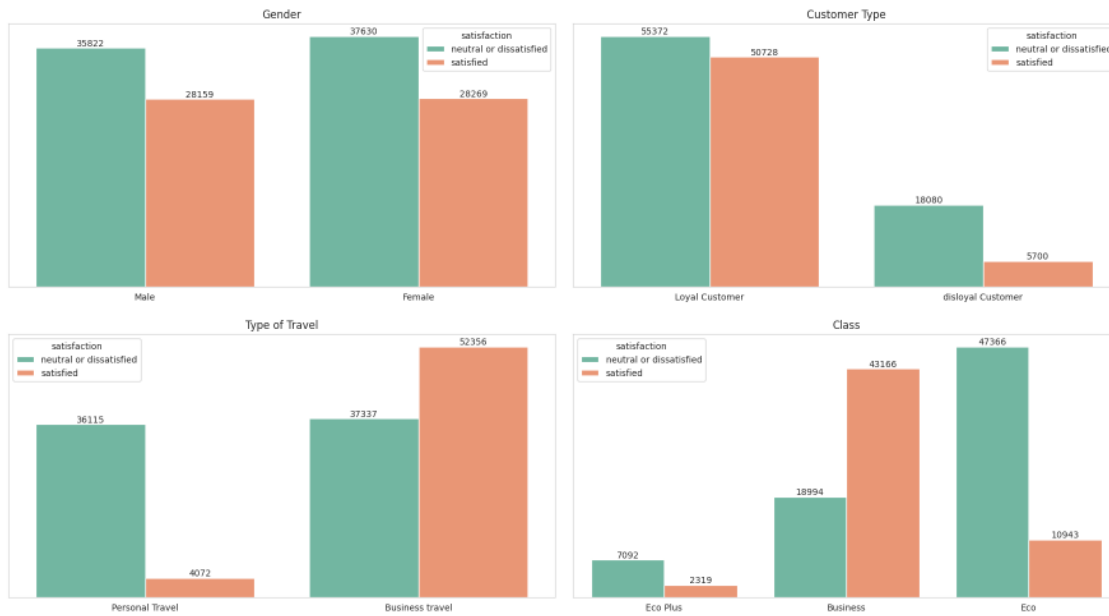 Gender
satisfaction
neutral or dissatisfied
satisfied
35822
28159
37630
28269
Male
Female
Customer Type
satisfaction
neutral or dissatisfied
satisfied
55372
50728
18080
5700
Loyal Customer
disloyal Customer
Type of Travel
satisfaction
neutral or dissatisfied
satisfied
36115
4072
37337
52356
Personal Travel
Business travel
Class
satisfaction
neutral or dissatisfied
satisfied
7092
2319
18994
43166
47366
10943
Eco Plus
Business
Eco